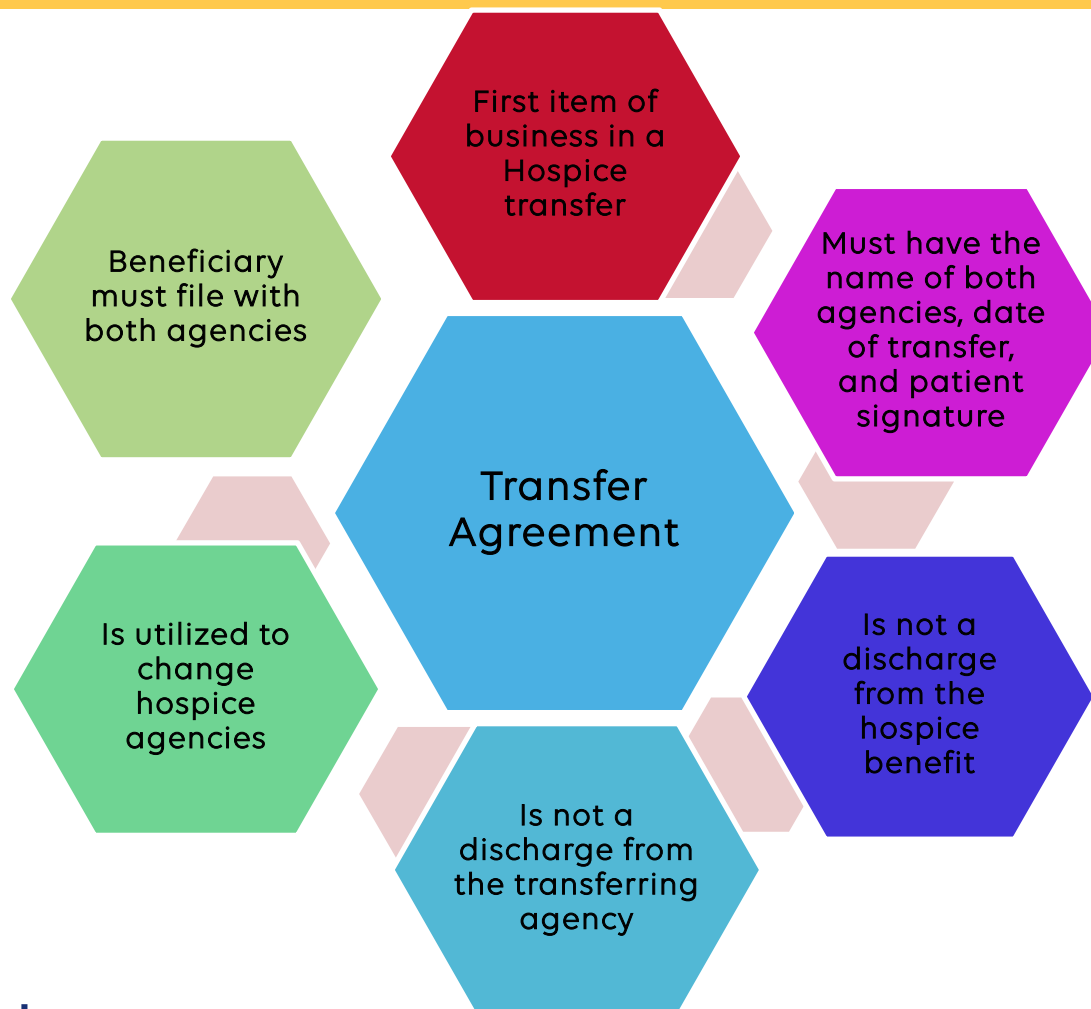 First item of
business in a
Hospice
transfer
Must have the
name of both
agencies, date
of transfer,
and patient
signature
Is not a
discharge
from the
hospice
benefit
Is not a
discharge from
the transferring
agency
Is utilized to
change
hospice
agencies
Beneficiary
must file with
both agencies
Transfer
Agreement